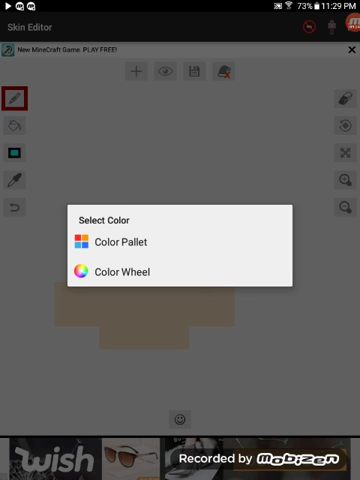 73% 11:29 PM
Skin Editor
New MineCraft Game. PLAY FREE!
Select Color
Color Pallet
Color Wheel
wish
Recorded by Mobizen